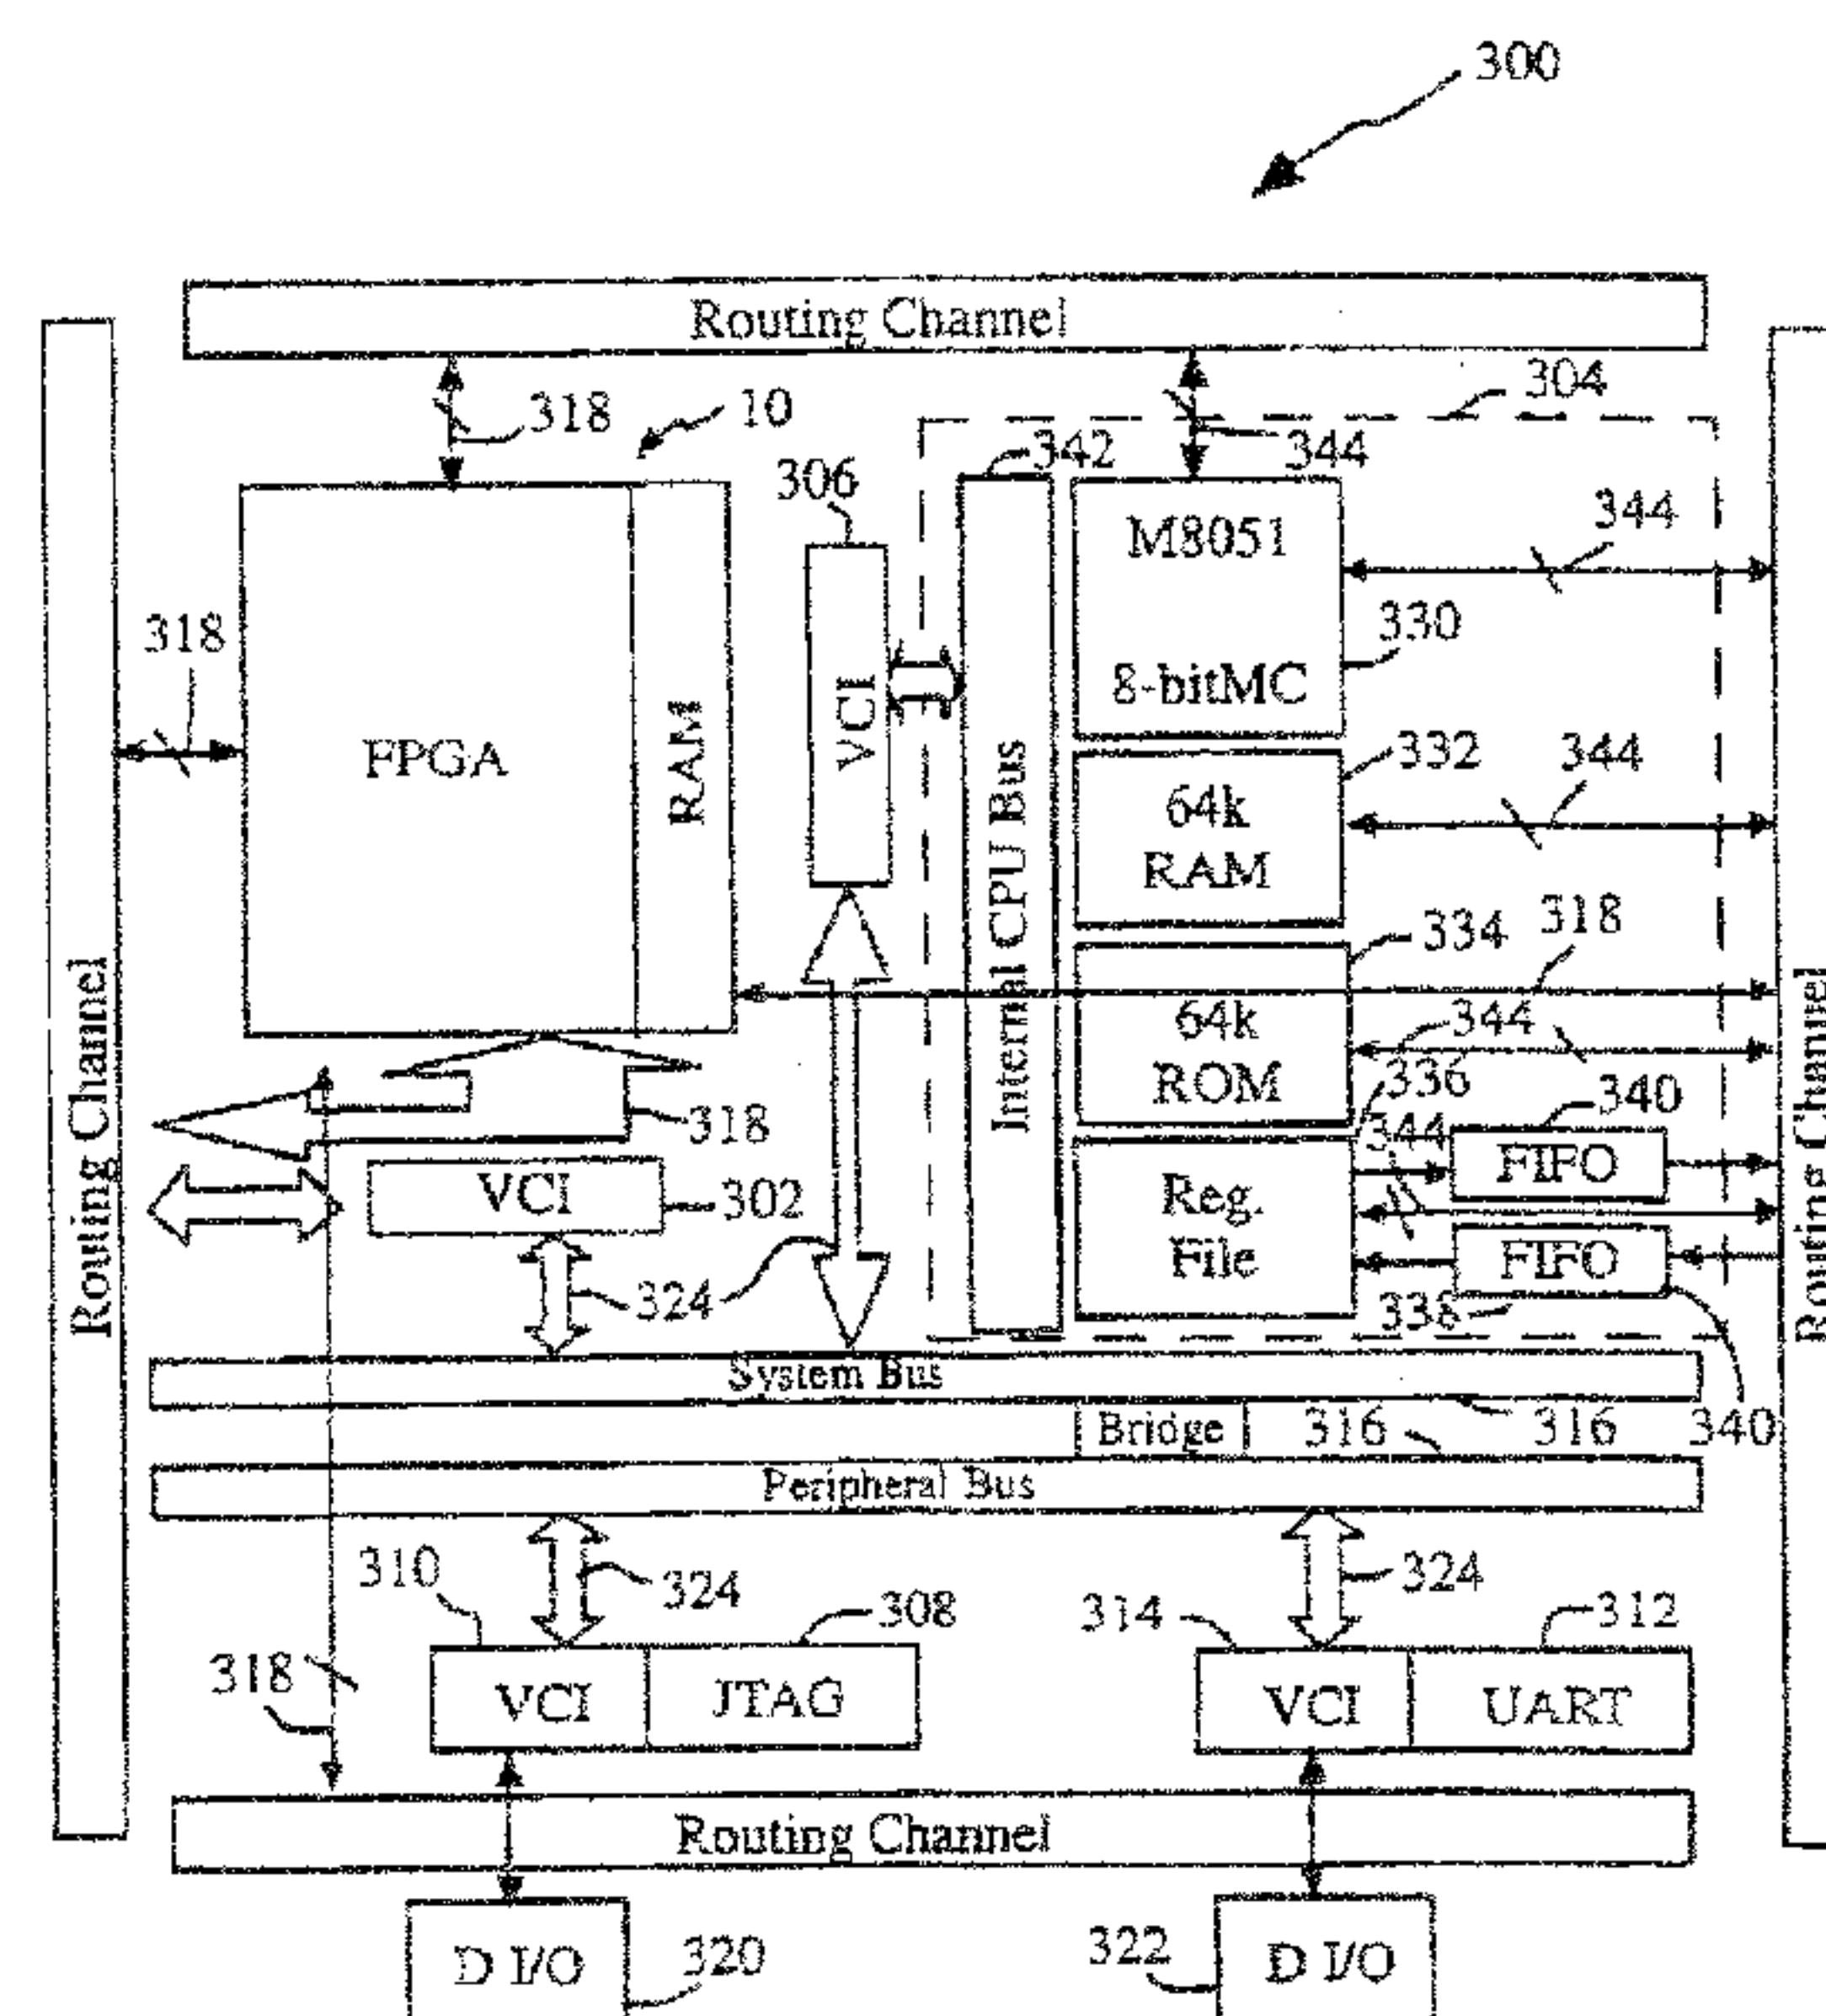 300
Routing Channel
304
318
10
342
344
306
M8051
344
318
330
8-bitMC
VCI
FPGA
RAM
332
344
64k
RAM
Internal CPU Bus
318
334
64k
ROM
344
336
340
Routing Channel
Routing Channel
318
344
FIFO
VCI
302
Reg.
File
FIFO
324
338
System Bus
Bridge
316
316
340
Peripheral Bus
310
324
308
314
324
312
318
VCI
JTAG
VCI
UART
Routing Channel
D I/O
320
322
D I/O